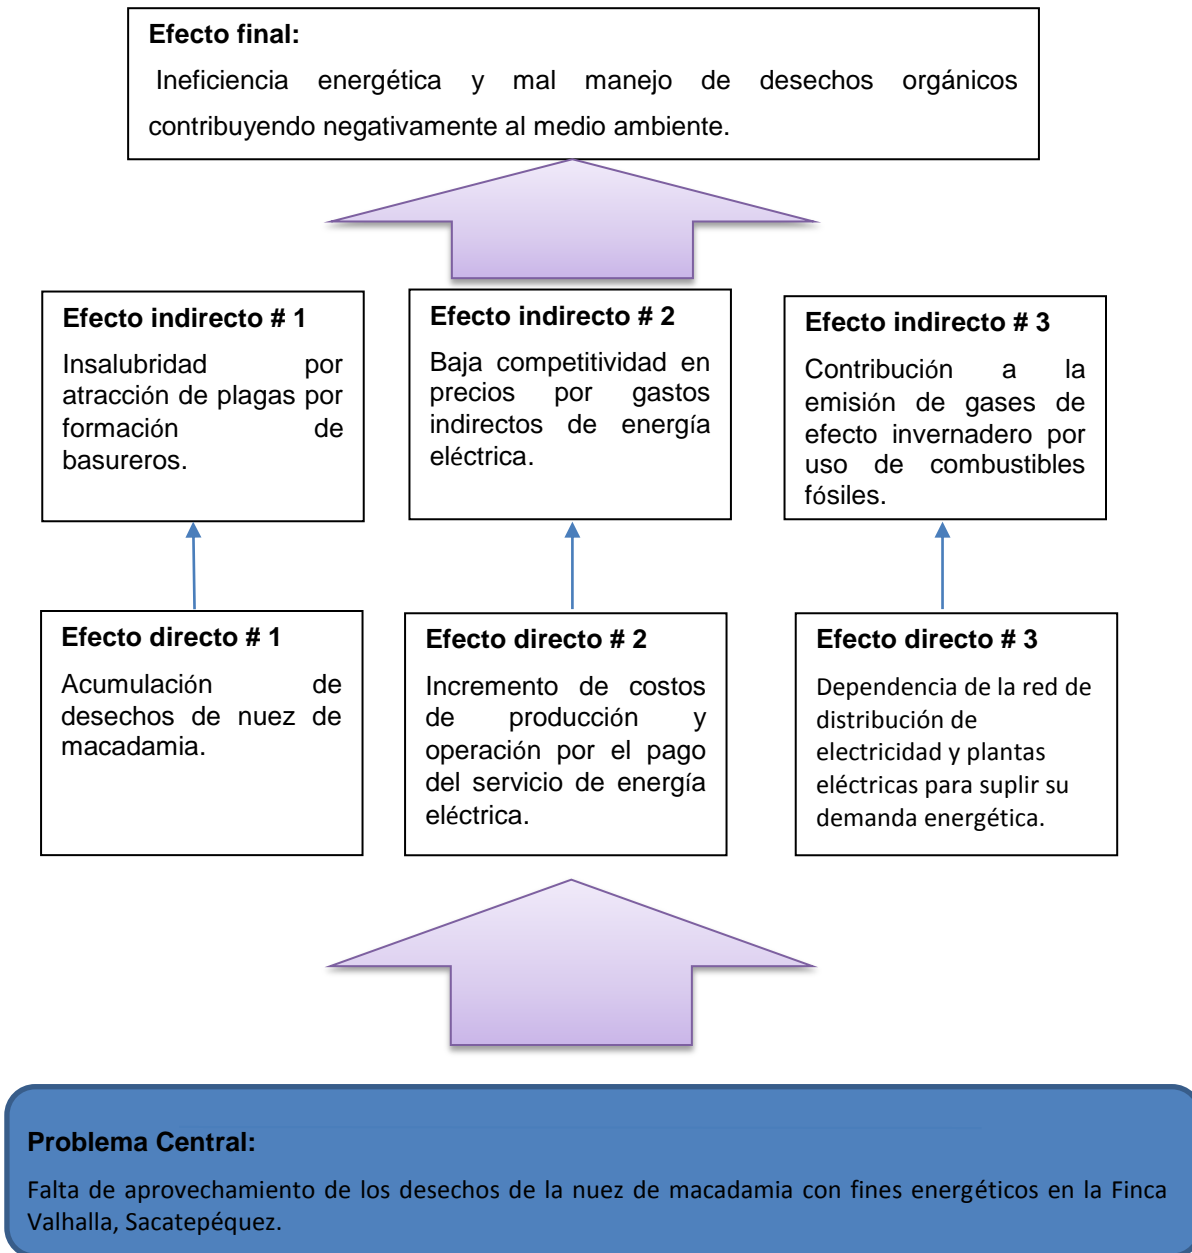 Efecto final:
Ineficiencia energética y mal manejo de desechos orgánicos
contribuyendo negativamente al medio ambiente.
Efecto indirecto # 1
Insalubridad por
atracción de plagas por
formación de
basureros.
Efecto indirecto # 2
Baja competitividad en
precios por gastos
indirectos de energía
eléctrica.
Efecto indirecto # 3
Contribución a la
emisión de gases de
efecto invernadero por
uso de combustibles
fósiles.
Efecto directo # 1
Acumulación de
desechos de nuez de
macadamia.
Efecto directo # 2
Incremento de costos
de producción y
operación por el pago
del servicio de energía
eléctrica.
Efecto directo # 3
Dependencia de la red de
distribución de
electricidad y plantas
eléctricas para suplir su
demanda energética.
Problema Central:
Falta de aprovechamiento de los desechos de la nuez de macadamia con fines energéticos en la Finca
Valhalla, Sacatepéquez.